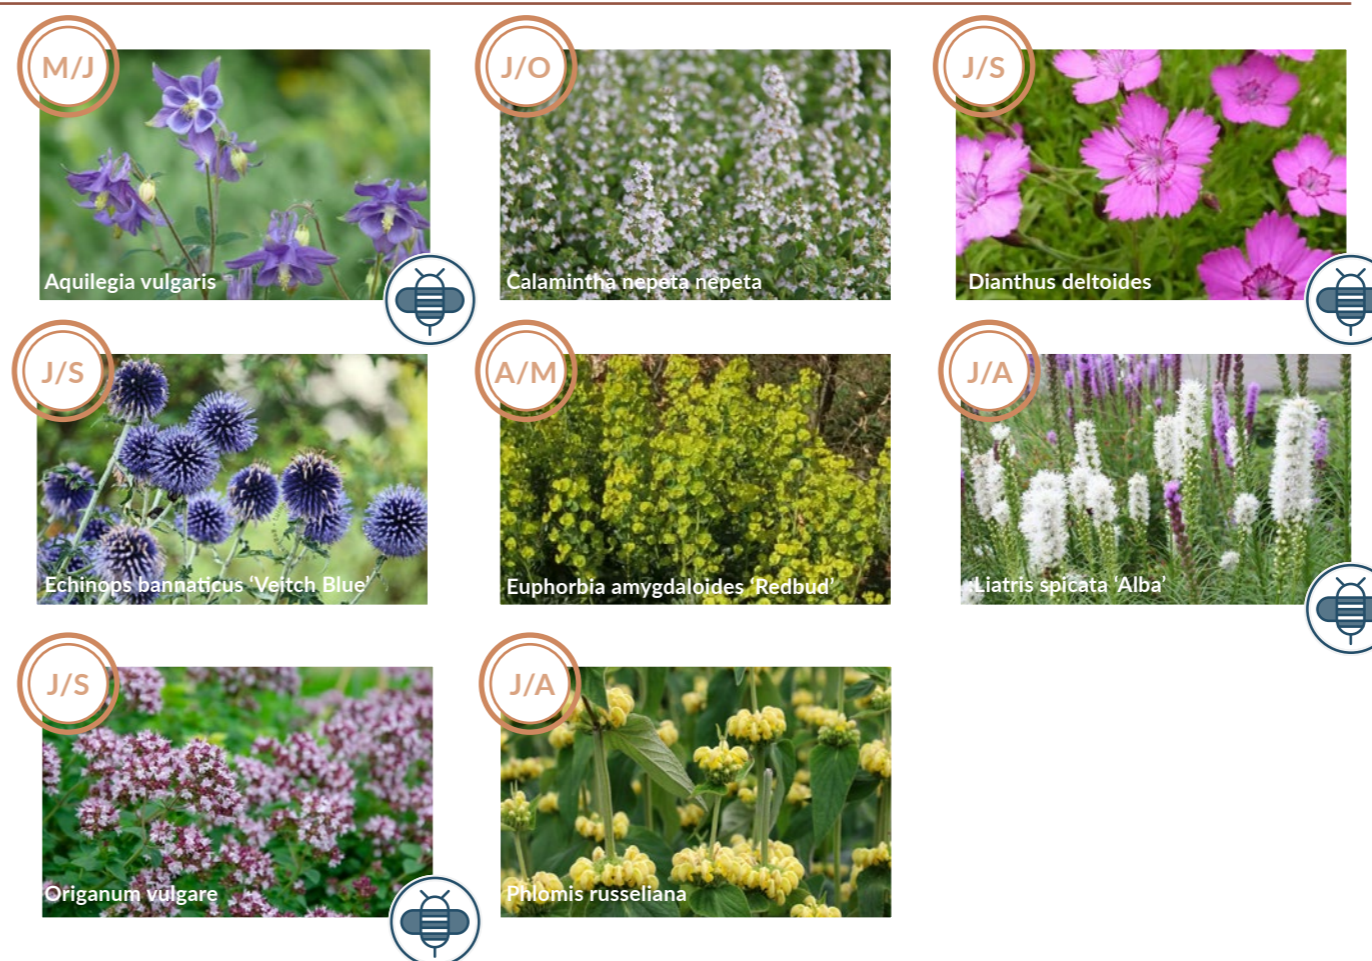 M/J
Aquilegia vulgaris
J/O
Calamintha nepeta nepeta
J/S
Dianthus deltoides
J/S
Echinops bannaticus ‘Veitch Blue’
A/M
Euphorbia amygdaloides ‘Redbud’
J/A
Liatris spicata ‘Alba’
J/S
Origanum vulgare
J/A
Phlomis russeliana